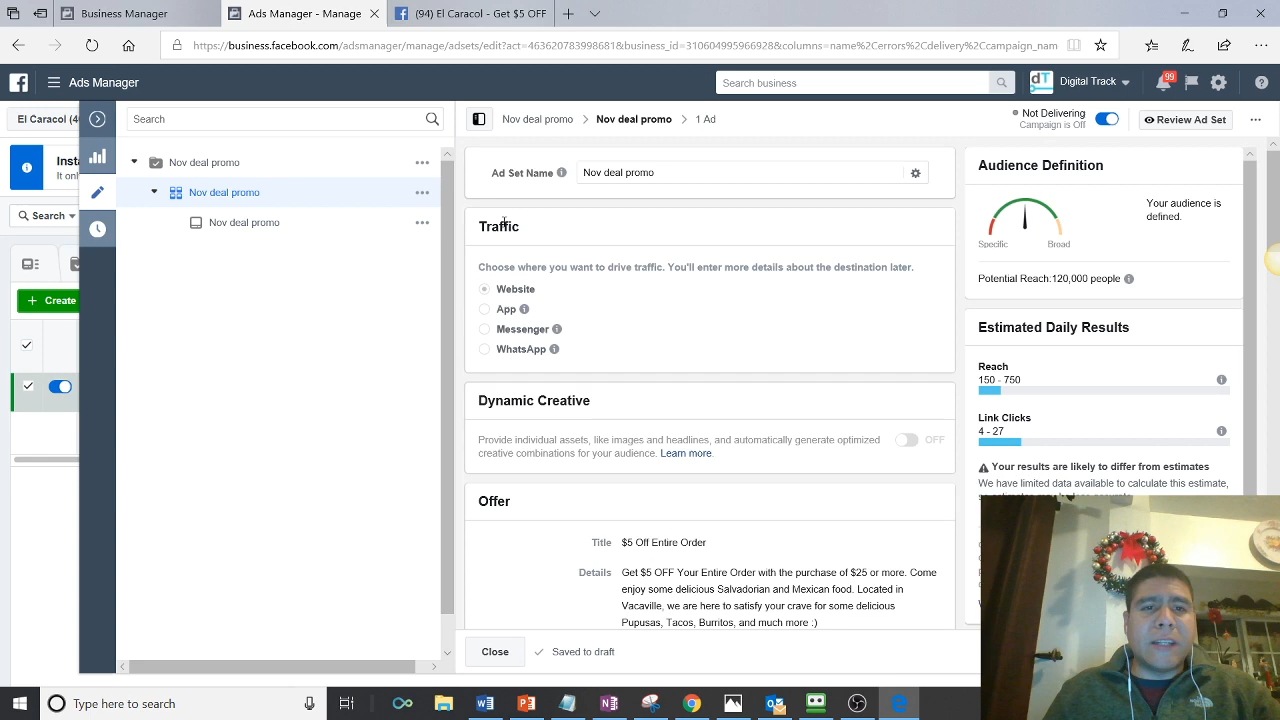 Ads Manager - Manage
Ads Manager - Manage
(94) El Caracol - Get $5 OFF
https://business.facebook.com/adsmanager/manage/adsets/edit?act=463620783998681&business_id=310604995966928&columns=name%2Cerrors%2Cdelivery%2Ccampaign_nam
Ads Manager
Search business
Digital Track
99
El Caracol (4
Search
Nov deal promo
Nov deal promo
1 Ad
Not Delivering
Campaign is Off
Review Ad Set
Insta
It only
Nov deal promo
Nov deal promo
Nov deal promo
Search
Create
Ad Set Name
Nov deal promo
Traffic
Choose where you want to drive traffic. You'll enter more details about the destination later.
Website
App
Messenger
WhatsApp
Dynamic Creative
Provide individual assets, like images and headlines, and automatically generate optimized
creative combinations for your audience. Learn more.
OFF
Offer
Title $5 Off Entire Order
Details Get $5 OFF Your Entire Order with the purchase of $25 or more. Come
enjoy some delicious Salvadorian and Mexican food. Located in
Vacaville, we are here to satisfy your crave for some delicious
Pupusas, Tacos, Burritos, and much more :)
Close
Saved to draft
Audience Definition
Your audience is
defined.
Specific
Broad
Potential Reach:120,000 people
Estimated Daily Results
Reach
150 - 750
Link Clicks
4 - 27
Your results are likely to differ from estimates
We have limited data available to calculate this estimate,
Type here to search